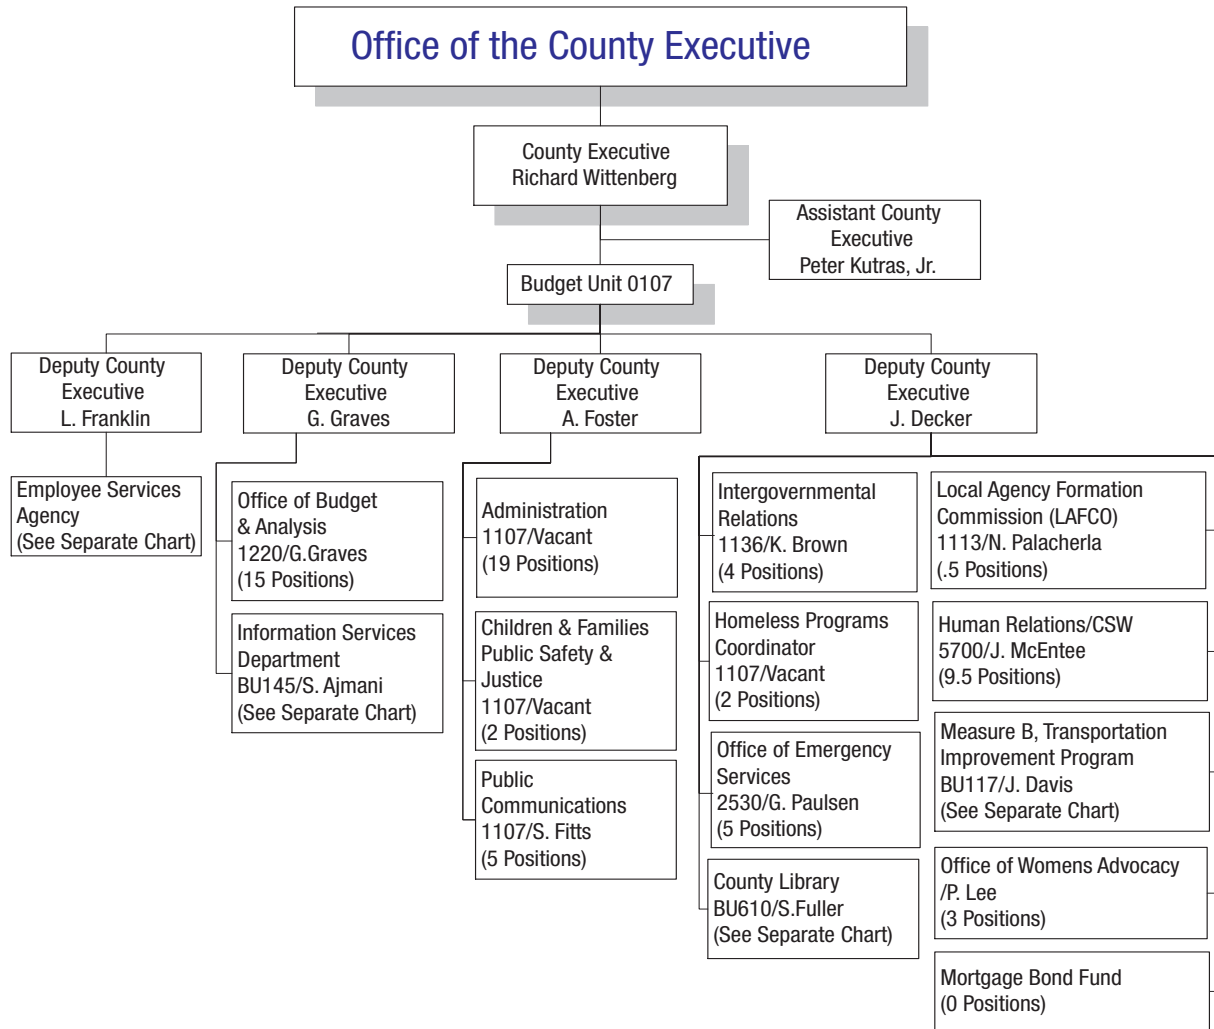 Office of the County Executive
County Executive
Richard Wittenberg
Assistant County
Executive
Peter Kutras, Jr.
Budget Unit 0107
Deputy County
Executive
L. Franklin
Deputy County
Executive
G. Graves
Deputy County
Executive
A. Foster
Deputy County
Executive
J. Decker
Employee Services
Agency
(See Separate Chart)
Office of Budget
& Analysis
1220/G.Graves
(15 Positions)
Information Services
Department
BU145/S. Ajmani
(See Separate Chart)
Administration
1107/Vacant
(19 Positions)
Children & Families
Public Safety &
Justice
1107/Vacant
(2 Positions)
Public
Communications
1107/S. Fitts
(5 Positions)
Intergovernmental
Relations
1136/K. Brown
(4 Positions)
Homeless Programs
Coordinator
1107/Vacant
(2 Positions)
Office of Emergency
Services
2530/G. Paulsen
(5 Positions)
County Library
BU610/S.Fuller
(See Separate Chart)
Local Agency Formation
Commission (LAFCO)
1113/N. Palacherla
(.5 Positions)
Human Relations/CSW
5700/J. McEntee
(9.5 Positions)
Measure B, Transportation
Improvement Program
BU117/J. Davis
(See Separate Chart)
Office of Womens Advocacy
/P. Lee
(3 Positions)
Mortgage Bond Fund
(0 Positions)